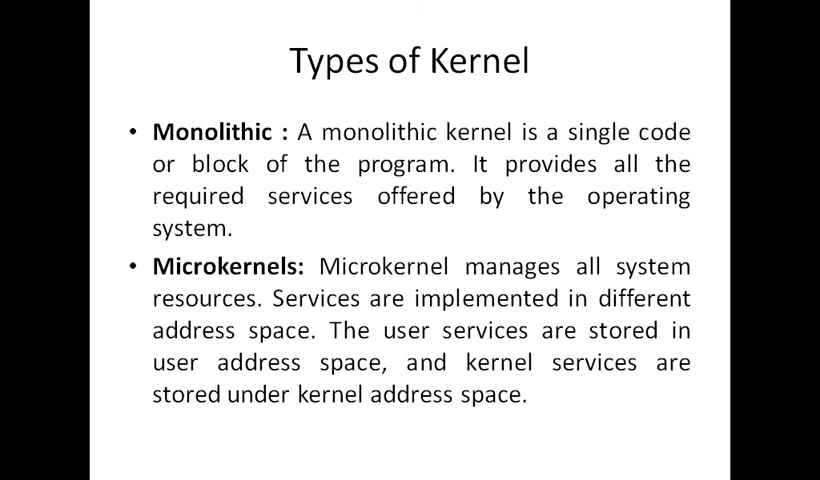 Types of Kernel
• Monolithic : A monolithic kernel is a single code
or block of the program. It provides all the
required services offered by the operating
system.
• Microkernels: Microkernel manages all system
resources. Services are implemented in different
address space. The user services are stored in
user address space, and kernel services are
stored under kernel address space.